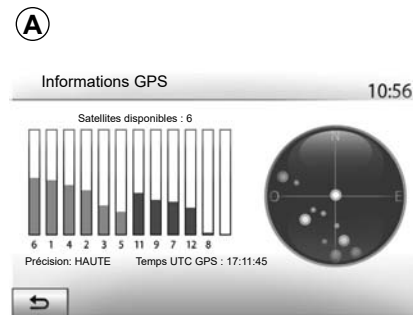 A
Informations GPS
10:56
Satellites disponibles : 6
N
O
E
6 1 4 2 3 5 11 9 7 12 8
Précision: HAUTE Temps UTC GPS : 17:11:45